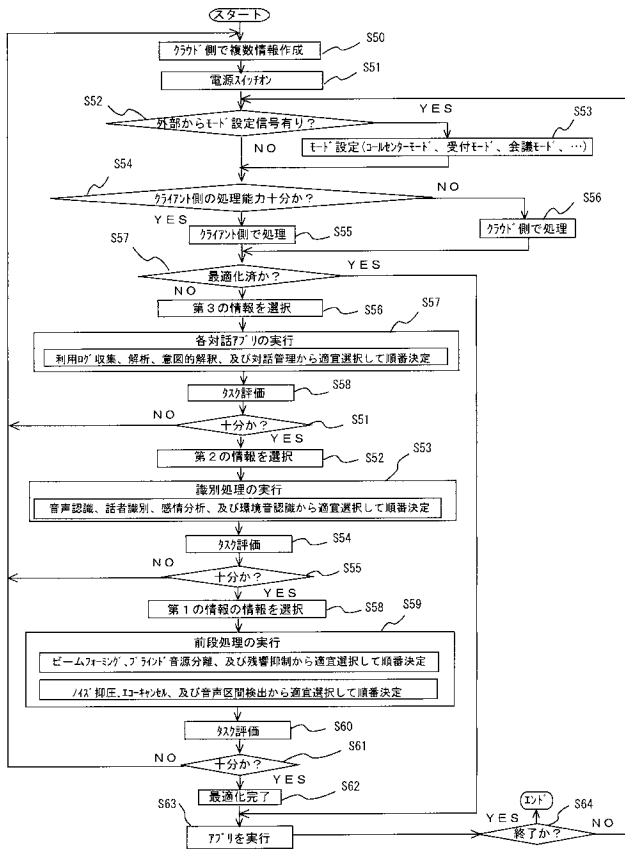 スタート
クラウド側で複数情報作成
S50
電源スイッチオン
S51
S52
外部からモード設定信号有り?
YES
S53
モード設定(コールセンターモード、受付モード、会議モード、…)
NO
S54
クライアント側の処理能力十分か?
NO
YES
S56
クライアント側で処理
S55
クラウド側で処理
S57
最適化済か?
YES
NO
第3の情報を選択
S56
S57
各対話アプリの実行
利用ログ収集、解析、意図的解釈、及び対話管理から適宜選択して順番決定
タスク評価
S58
NO
十分か?
S51
YES
第2の情報を選択
S52
S53
識別処理の実行
音声認識、話者識別、感情分析、及び環境音認識から適宜選択して順番決定
タスク評価
S54
NO
十分か?
S55
YES
第1の情報の情報を選択
S58
S59
前段処理の実行
ビームフォーミング、ブラインド音源分離、及び残響抑制から適宜選択して順番決定
ノイズ抑圧、エコーキャンセル、及び音声区間検出から適宜選択して順番決定
タスク評価
S60
NO
十分か?
S61
YES
最適化完了
S62
S63
アプリを実行
エンド
S64
YES
終了か?
NO